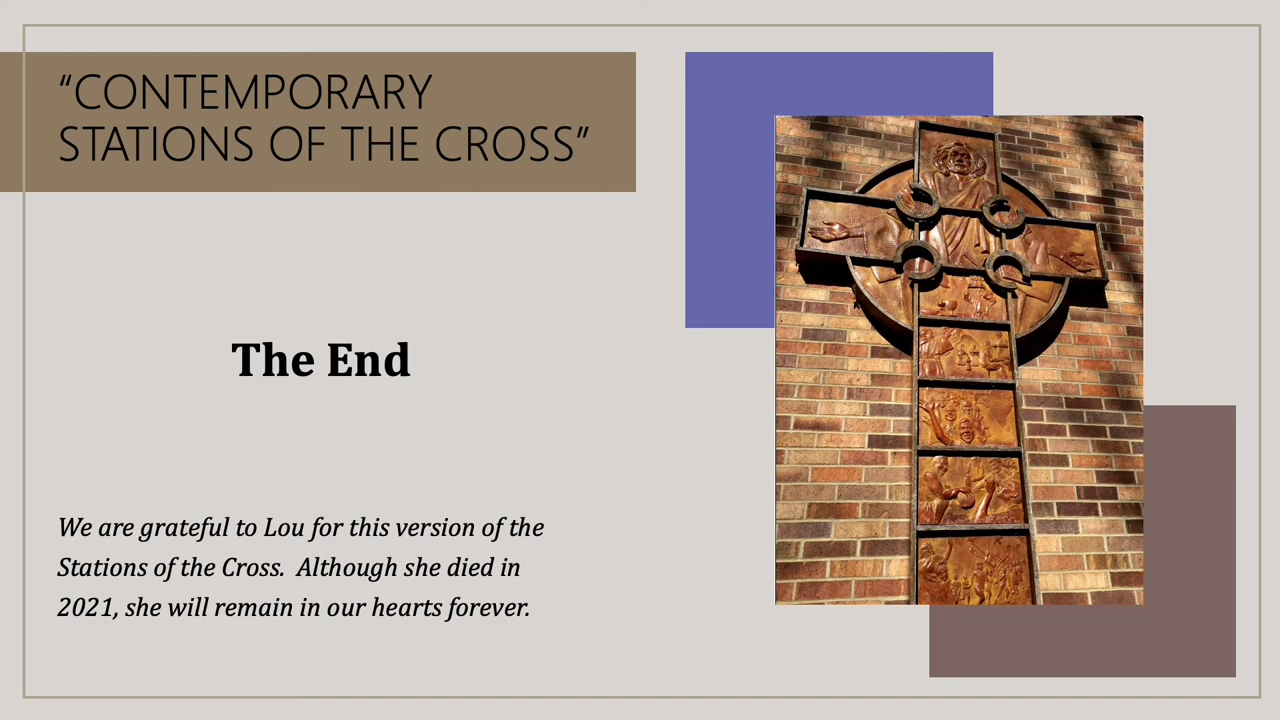 “CONTEMPORARY
STATIONS OF THE CROSS”
The End
We are grateful to Lou for this version of the
Stations of the Cross.  Although she died in
2021, she will remain in our hearts forever.